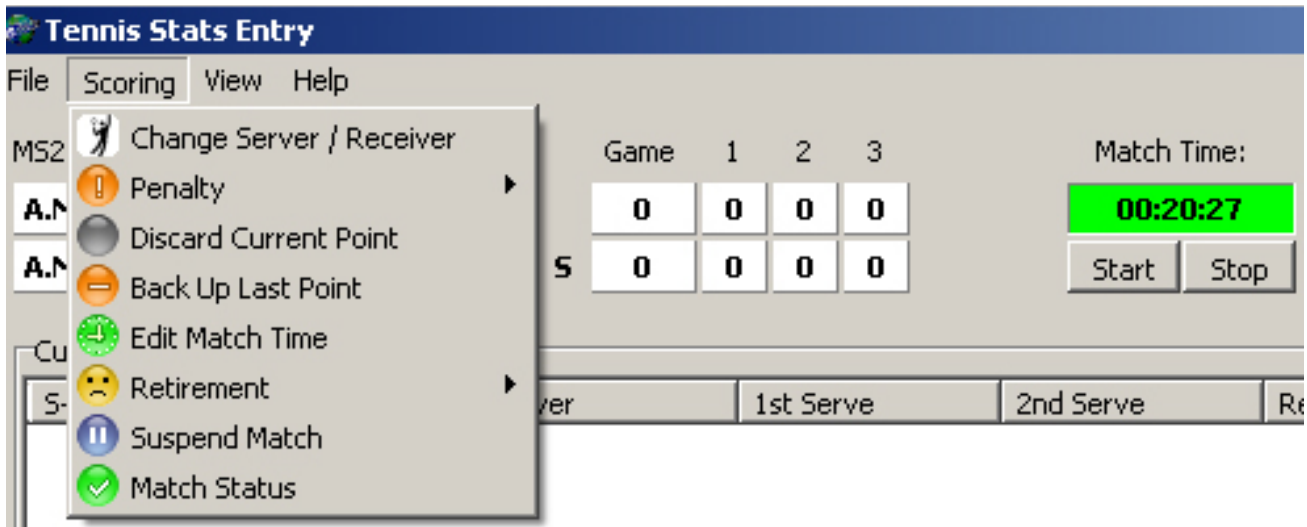 Tennis Stats Entry
File Scoring View Help
Change Server / Receiver
Penalty
Discard Current Point
Back Up Last Point
Edit Match Time
Retirement
Suspend Match
Match Status
MS2 Game 1 2 3 Match Time:
0 0 0 0 00:20:27
S 0 0 0 0 Start Stop
1st Serve 2nd Serve